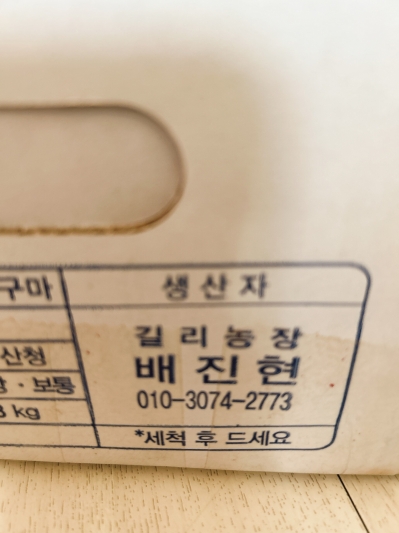 구마
생산자
길리농장
배진현
산청
· 보통
010-3074-2773
kg
*세척 후 드세요